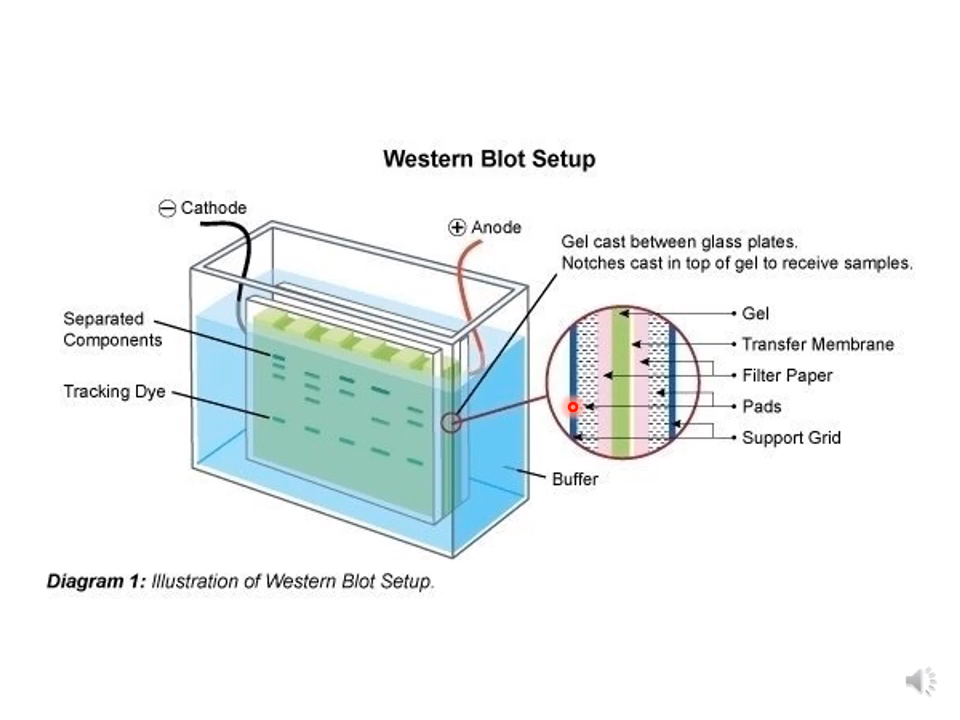 Western Blot Setup
⊖ Cathode
⊕ Anode
Gel cast between glass plates.
Notches cast in top of gel to receive samples.
Separated
Components
Tracking Dye
• Gel
• Transfer Membrane
• Filter Paper
• Pads
• Support Grid
Buffer
Diagram 1: Illustration of Western Blot Setup.